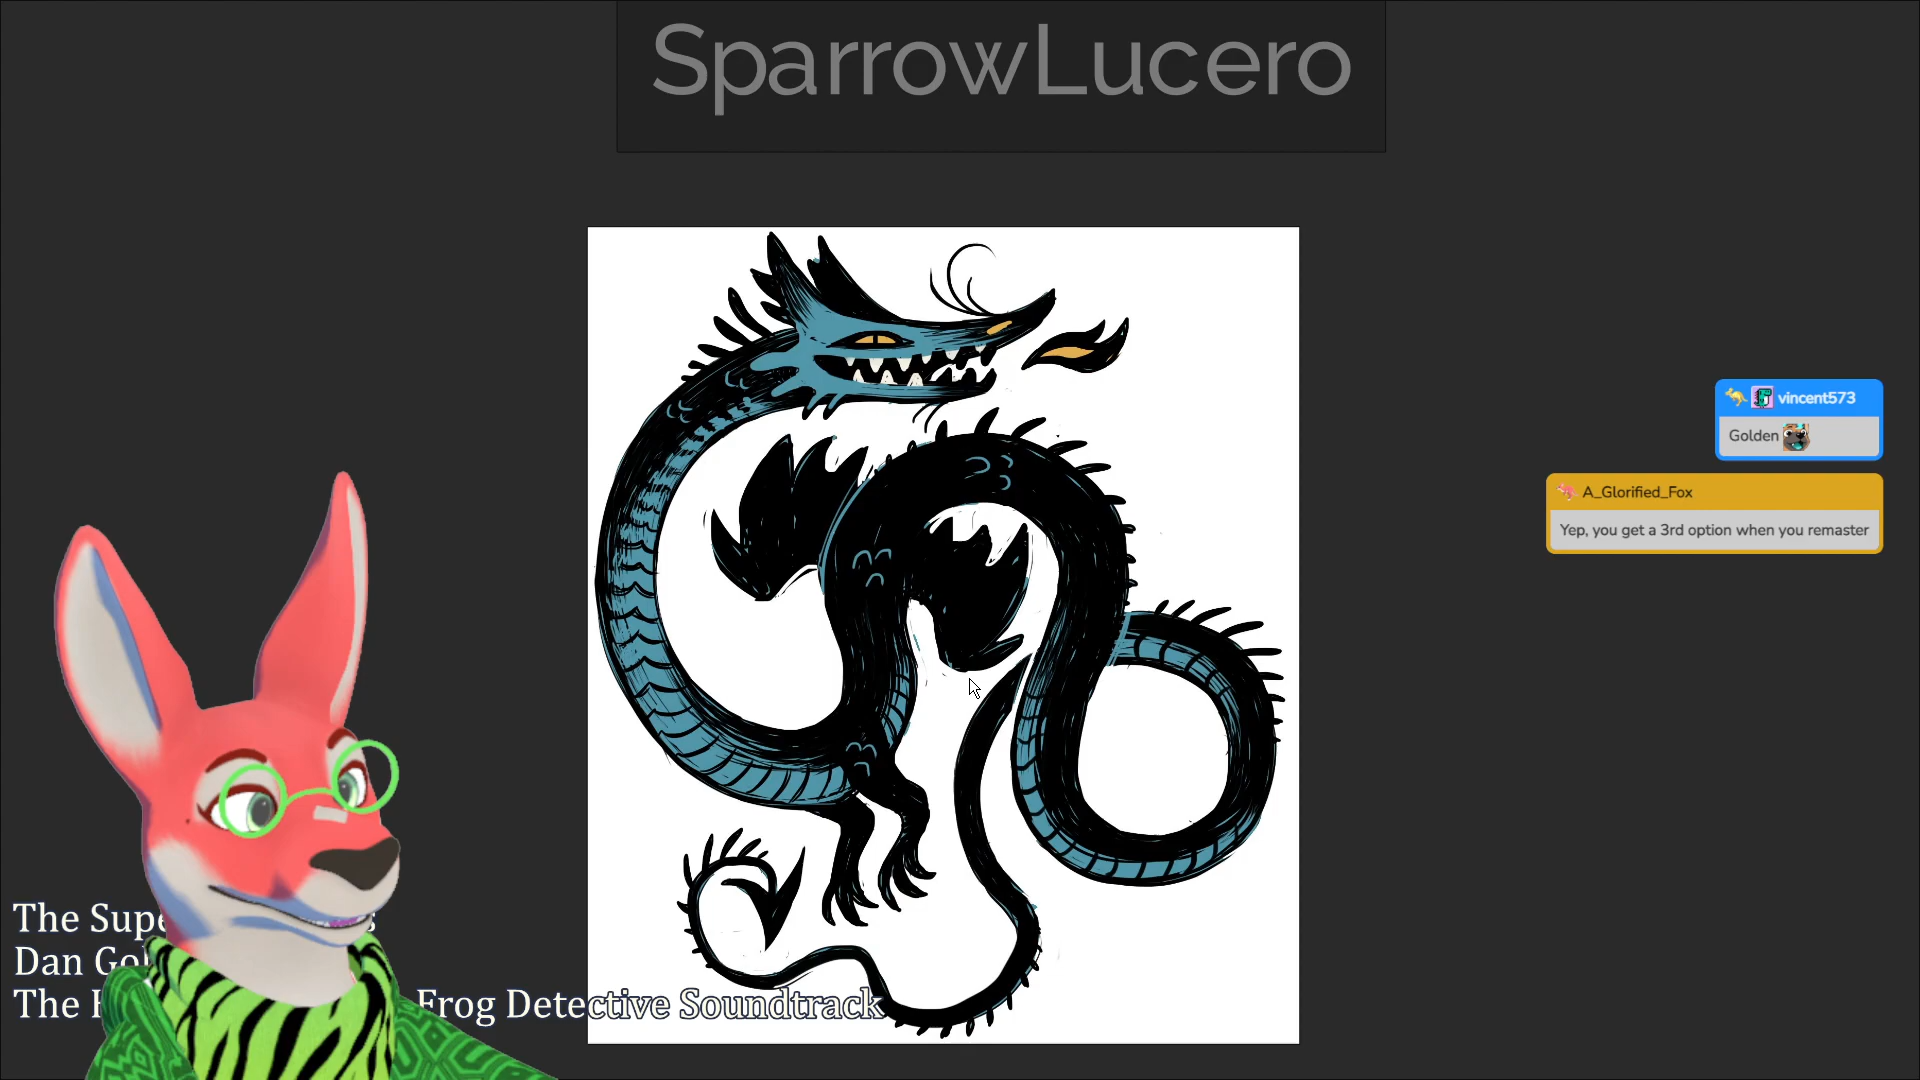 SparrowLucero
vincent573
Golden
A_Glorified_Fox
Yep, you get a 3rd option when you remaster
The Supe
Dan Go
The Frog Detective Soundtrack